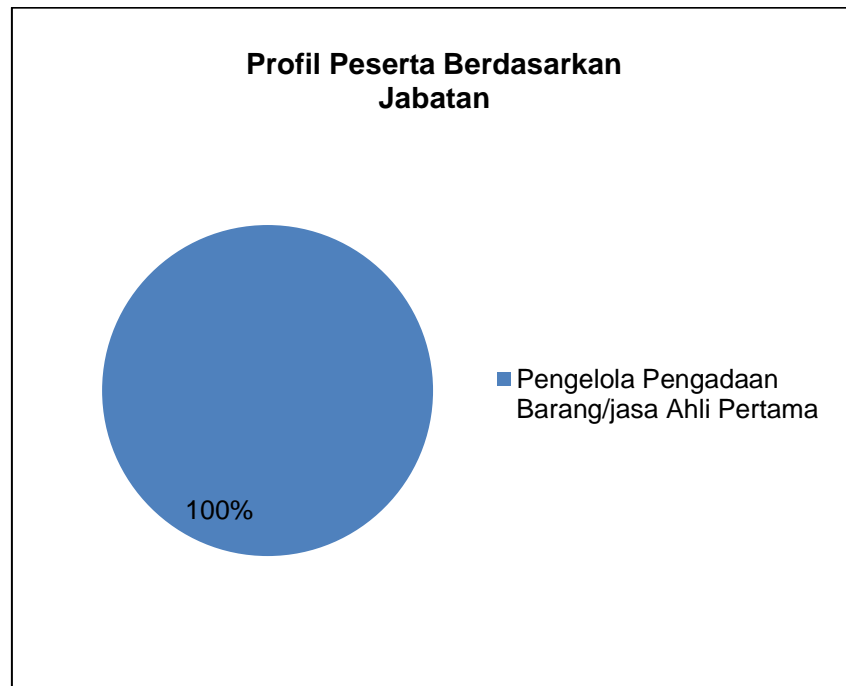 Profil Peserta Berdasarkan
Jabatan
Pengelola Pengadaan
Barang/jasa Ahli Pertama
100%